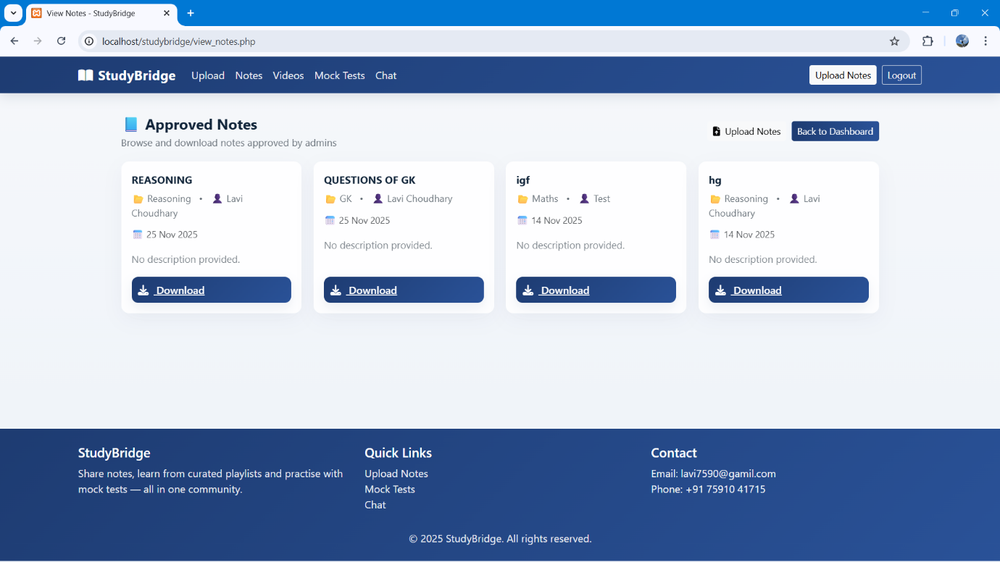 View Notes - StudyBridge
localhost/studybridge/view_notes.php
StudyBridge Upload Notes Videos Mock Tests Chat Upload Notes Logout
Approved Notes
Browse and download notes approved by admins
Upload Notes Back to Dashboard
REASONING
Reasoning • Lavi
Choudhary
25 Nov 2025
No description provided.
Download
QUESTIONS OF GK
GK • Lavi Choudhary
25 Nov 2025
No description provided.
Download
igf
Maths • Test
14 Nov 2025
No description provided.
Download
hg
Reasoning • Lavi
Choudhary
14 Nov 2025
No description provided.
Download
StudyBridge
Share notes, learn from curated playlists and practise with
mock tests — all in one community.
Quick Links
Upload Notes
Mock Tests
Chat
Contact
Email: lavi7590@gamil.com
Phone: +91 75910 41715
© 2025 StudyBridge. All rights reserved.